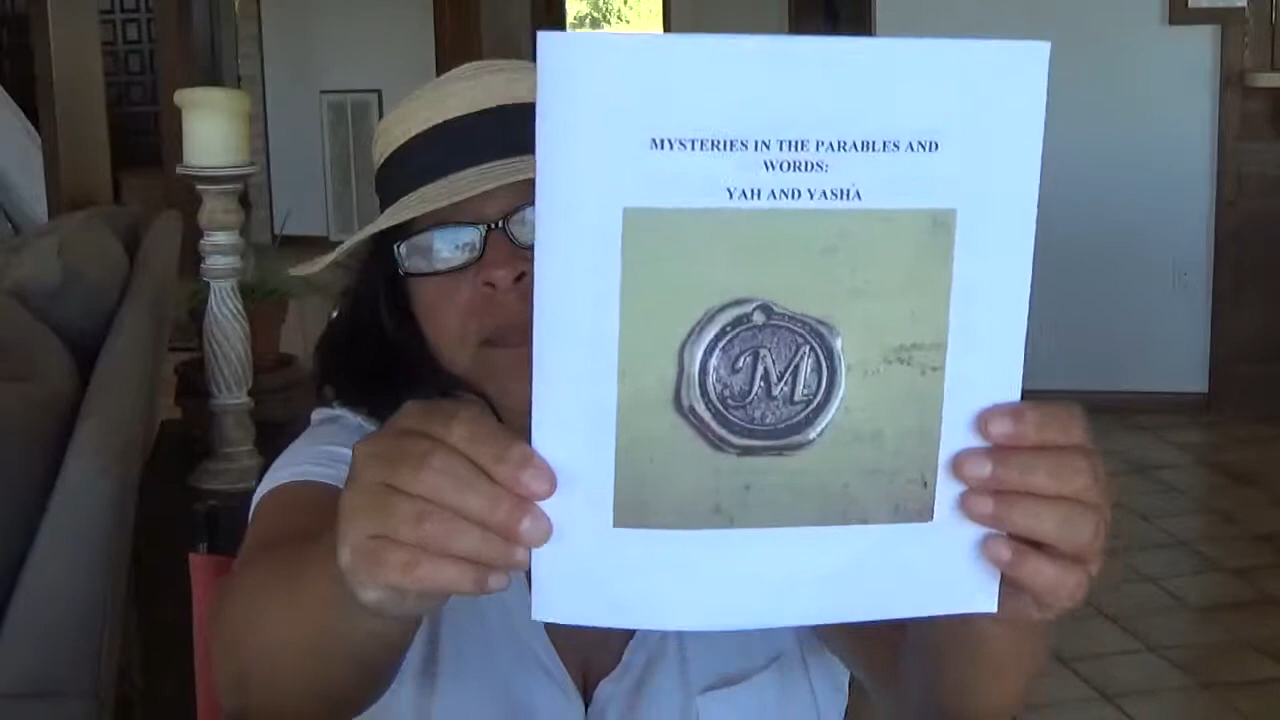 MYSTERIES IN THE PARABLES AND
WORDS:
YAH AND YASHA
M